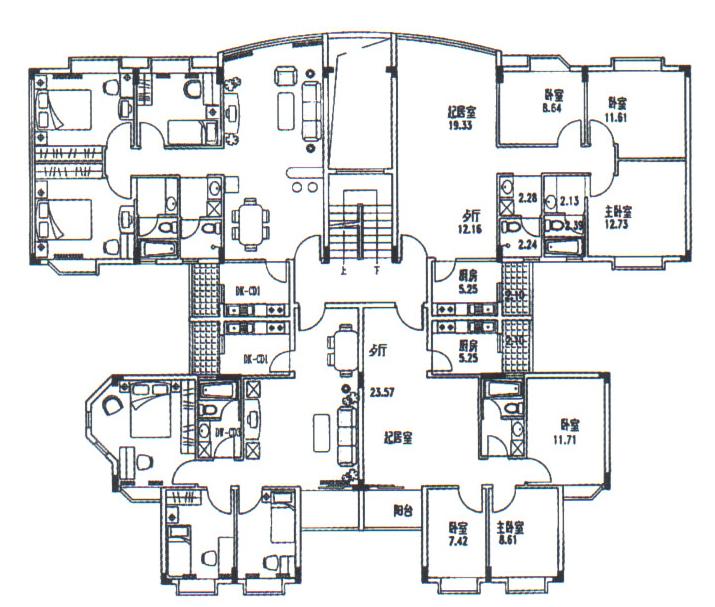 卧室
8.64
卧室
11.61
起居室
19.33
2.28
2.13
主卧室
12.73
夕厅
12.16
2.24
2.39
上
下
DK-CD1
厨房
5.25
2.10
DK-CD1
厨房
5.25
2.10
夕厅
23.57
起居室
DW-CD3
卧室
11.71
阳台
卧室
7.42
主卧室
8.61